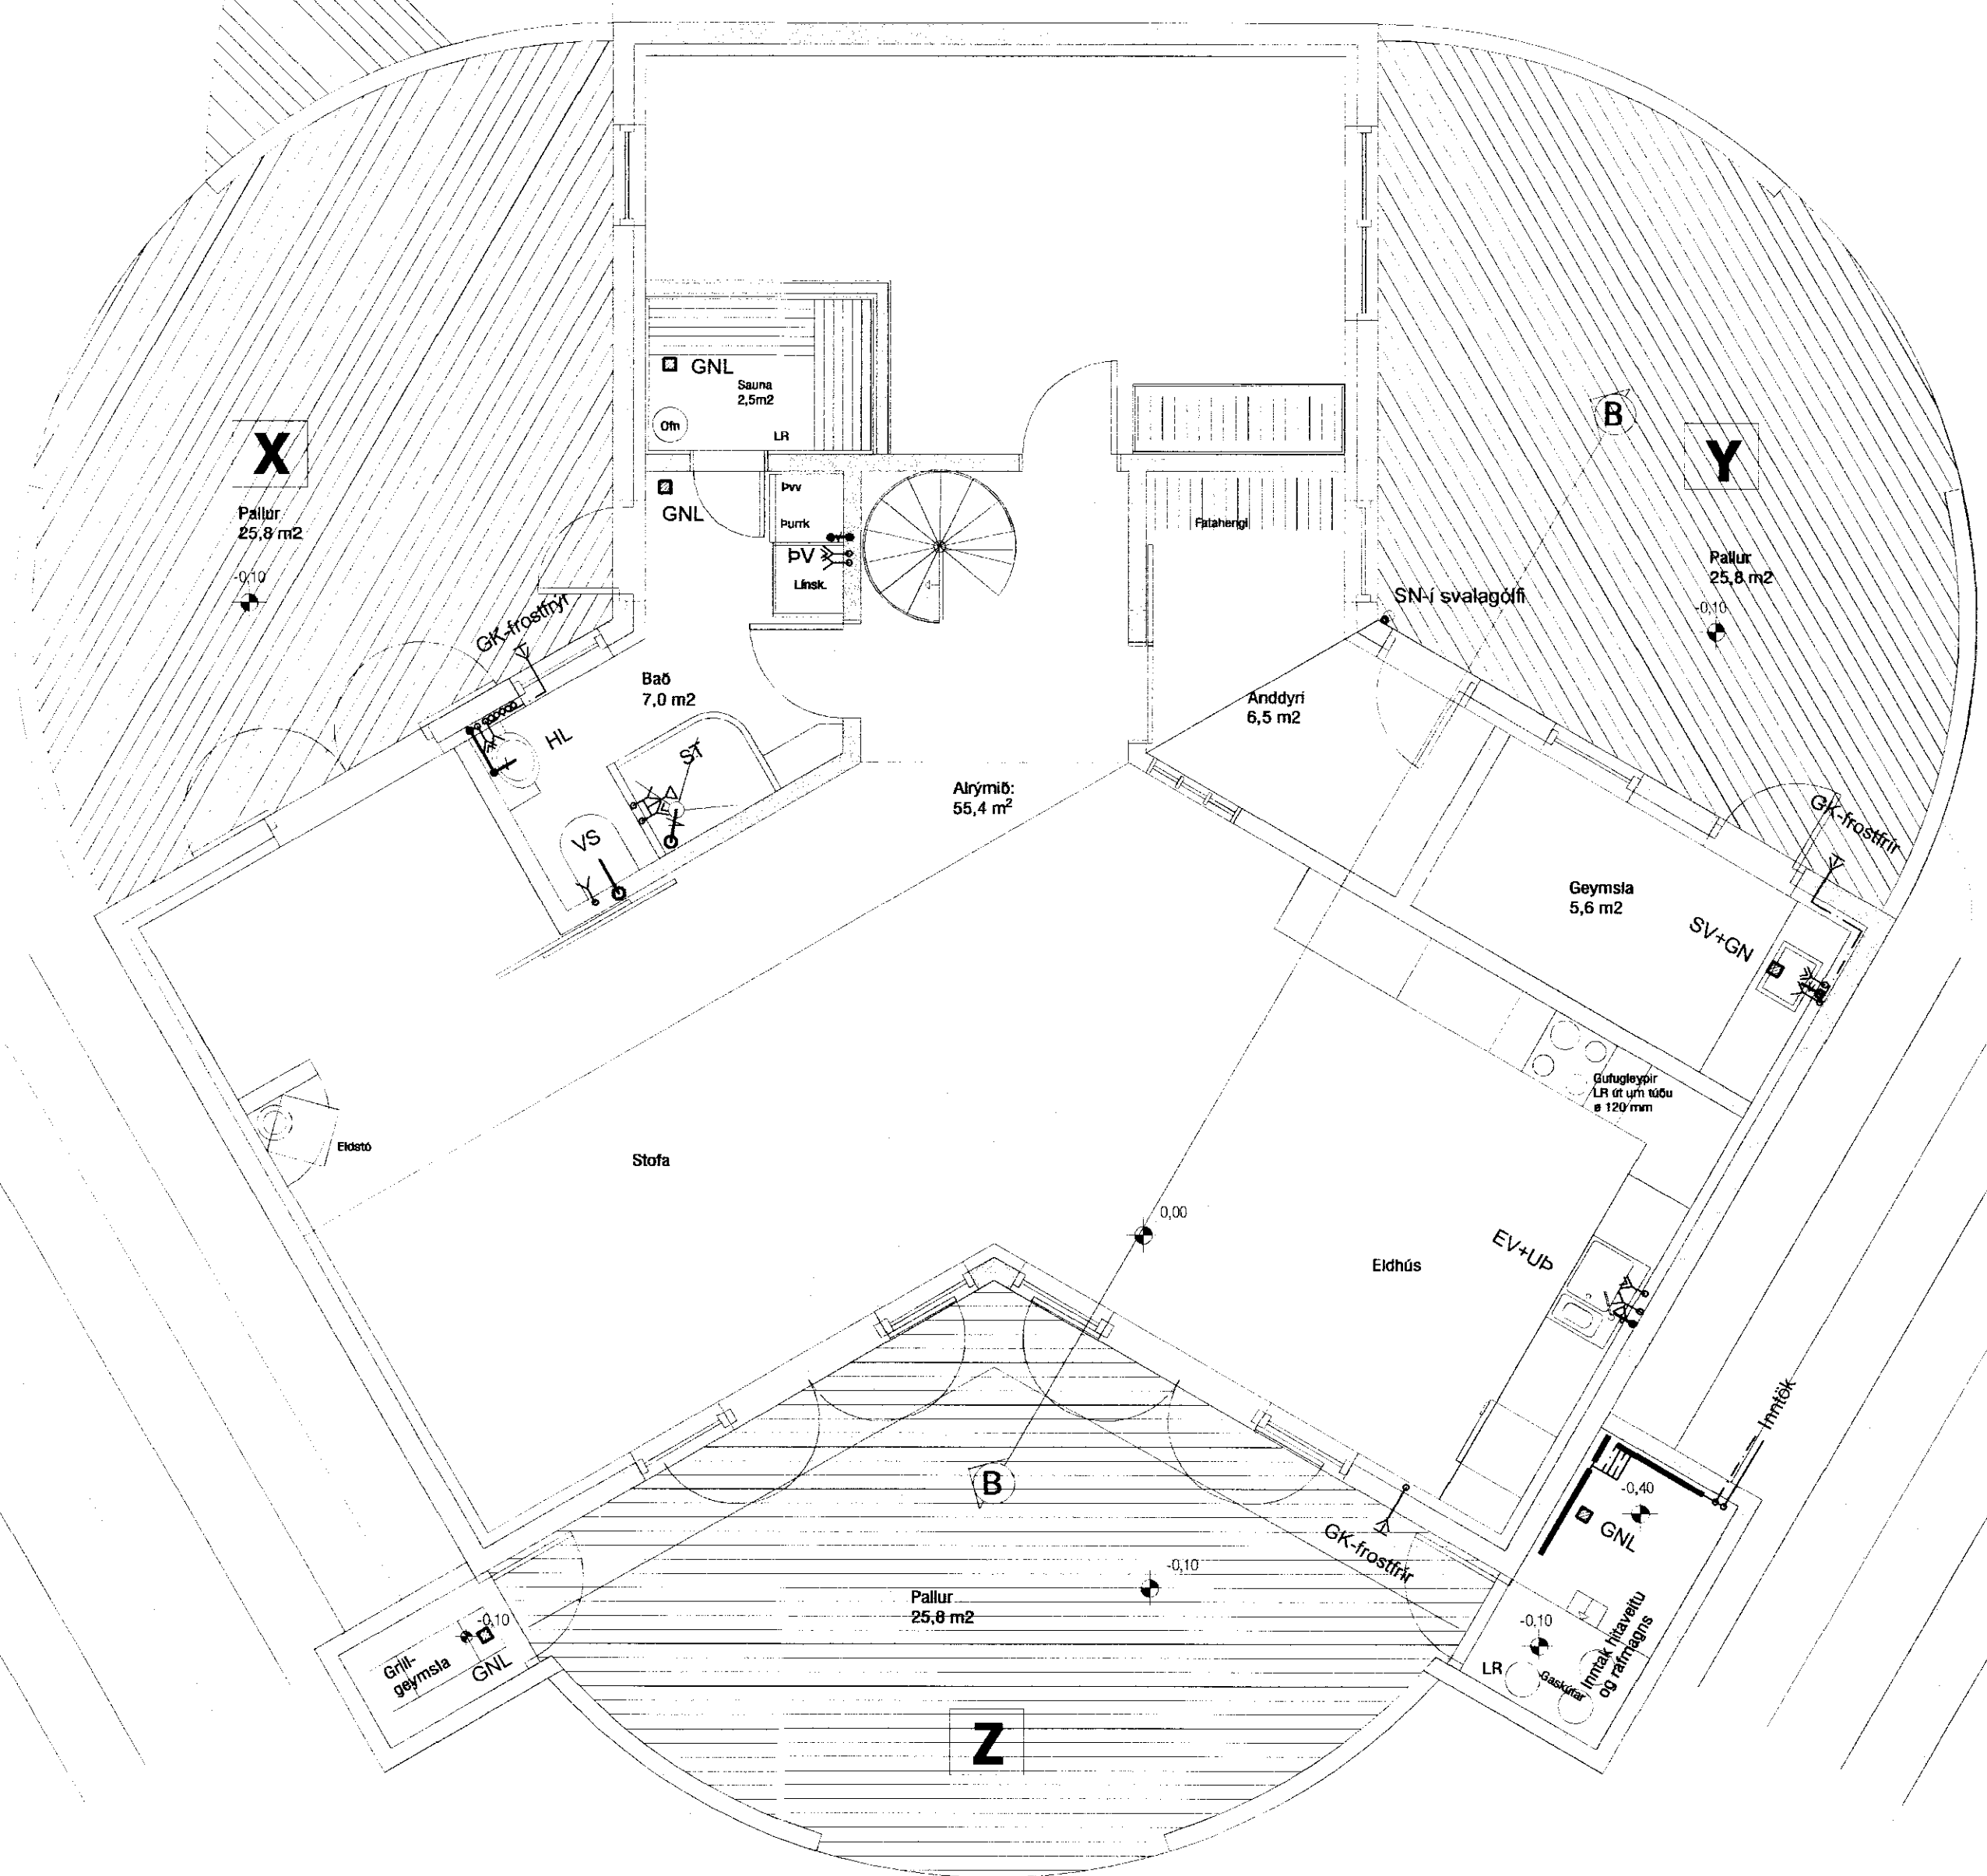 GNL
Sauna
2,5m2
Ofn
LR
B
X
Y
GNL
Þvv
Þurrk
ÞV
Línsk.
Fatahengi
Pallur
25,8 m2
-0,10
Pallur
25,8 m2
-0,10
SN-í svalagólfi
GK-frostfrýr
Bað
7,0 m2
Anddyri
6,5 m2
HL
ST
VS
Alrýmið:
55,4 m²
GK-frostfrír
Geymsla
5,6 m2
SV+GN
Gufugleypir
LR út um túðu
ø 120 mm
Eldstó
Stofa
0,00
EV+UÞ
Eldhús
Inntök
B
-0,40
GNL
GK-frostfrír
-0,10
Pallur
25,8 m2
-0,10
Grill-
geymsla
GNL
-0,10
LR
Gaskútar
Inntak hitaveitu
og rafmagns
Z